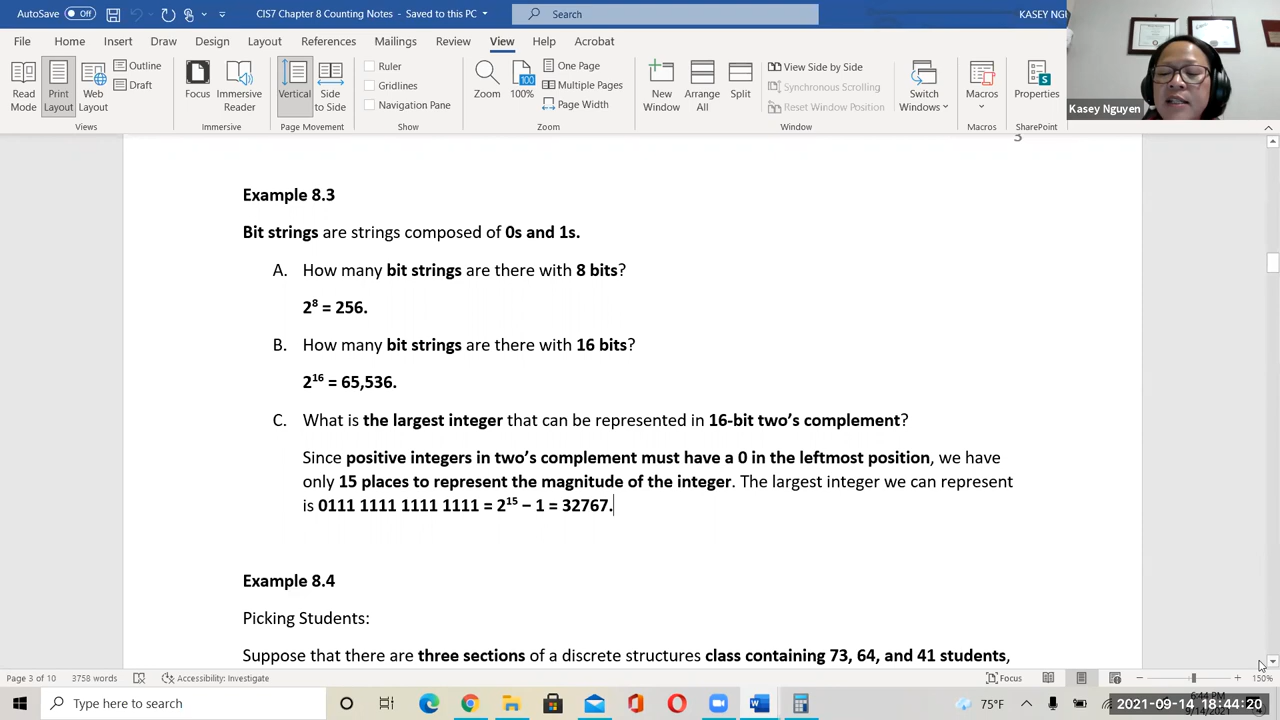 AutoSave Off CIS7 Chapter 8 - Saved to this PC Search KASEY NGU
File Home Insert Draw Design Layout References Mailings Review View Help Acrobat
Read Mode
Print Layout
Web Layout
Outline
Draft
Views
Focus
Immersive Reader
Immersive
Vertical
Side to Side
Page Movement
Ruler
Gridlines
Navigation Pane
Show
Zoom
100
100%
One Page
Multiple Pages
Page Width
Zoom
New Window
Arrange All
Split
View Side by Side
Synchronous Scrolling
Reset Window Position
Switch Windows
Window
Macros
Macros
Properties
SharePoint
Kasey Nguyen
3
Example 8.3
Bit strings are strings composed of 0s and 1s.
A. How many bit strings are there with 8 bits?
2⁸ = 256.
B. How many bit strings are there with 16 bits?
2¹⁶ = 65,536.
C. What is the largest integer that can be represented in 16-bit two's complement?
Since positive integers in two's complement must have a 0 in the leftmost position, we have
only 15 places to represent the magnitude of the integer. The largest integer we can represent
is 0111 1111 1111 1111 = 2¹⁵ – 1 = 32767.
Example 8.4
Picking Students:
Suppose that there are three sections of a discrete structures class containing 73, 64, and 41 students,
Page 3 of 10 3758 words Accessibility: Investigate Focus 150%
Type here to search 75°F 6:44 PM
9/14/2021
2021-09-14 18:44:20